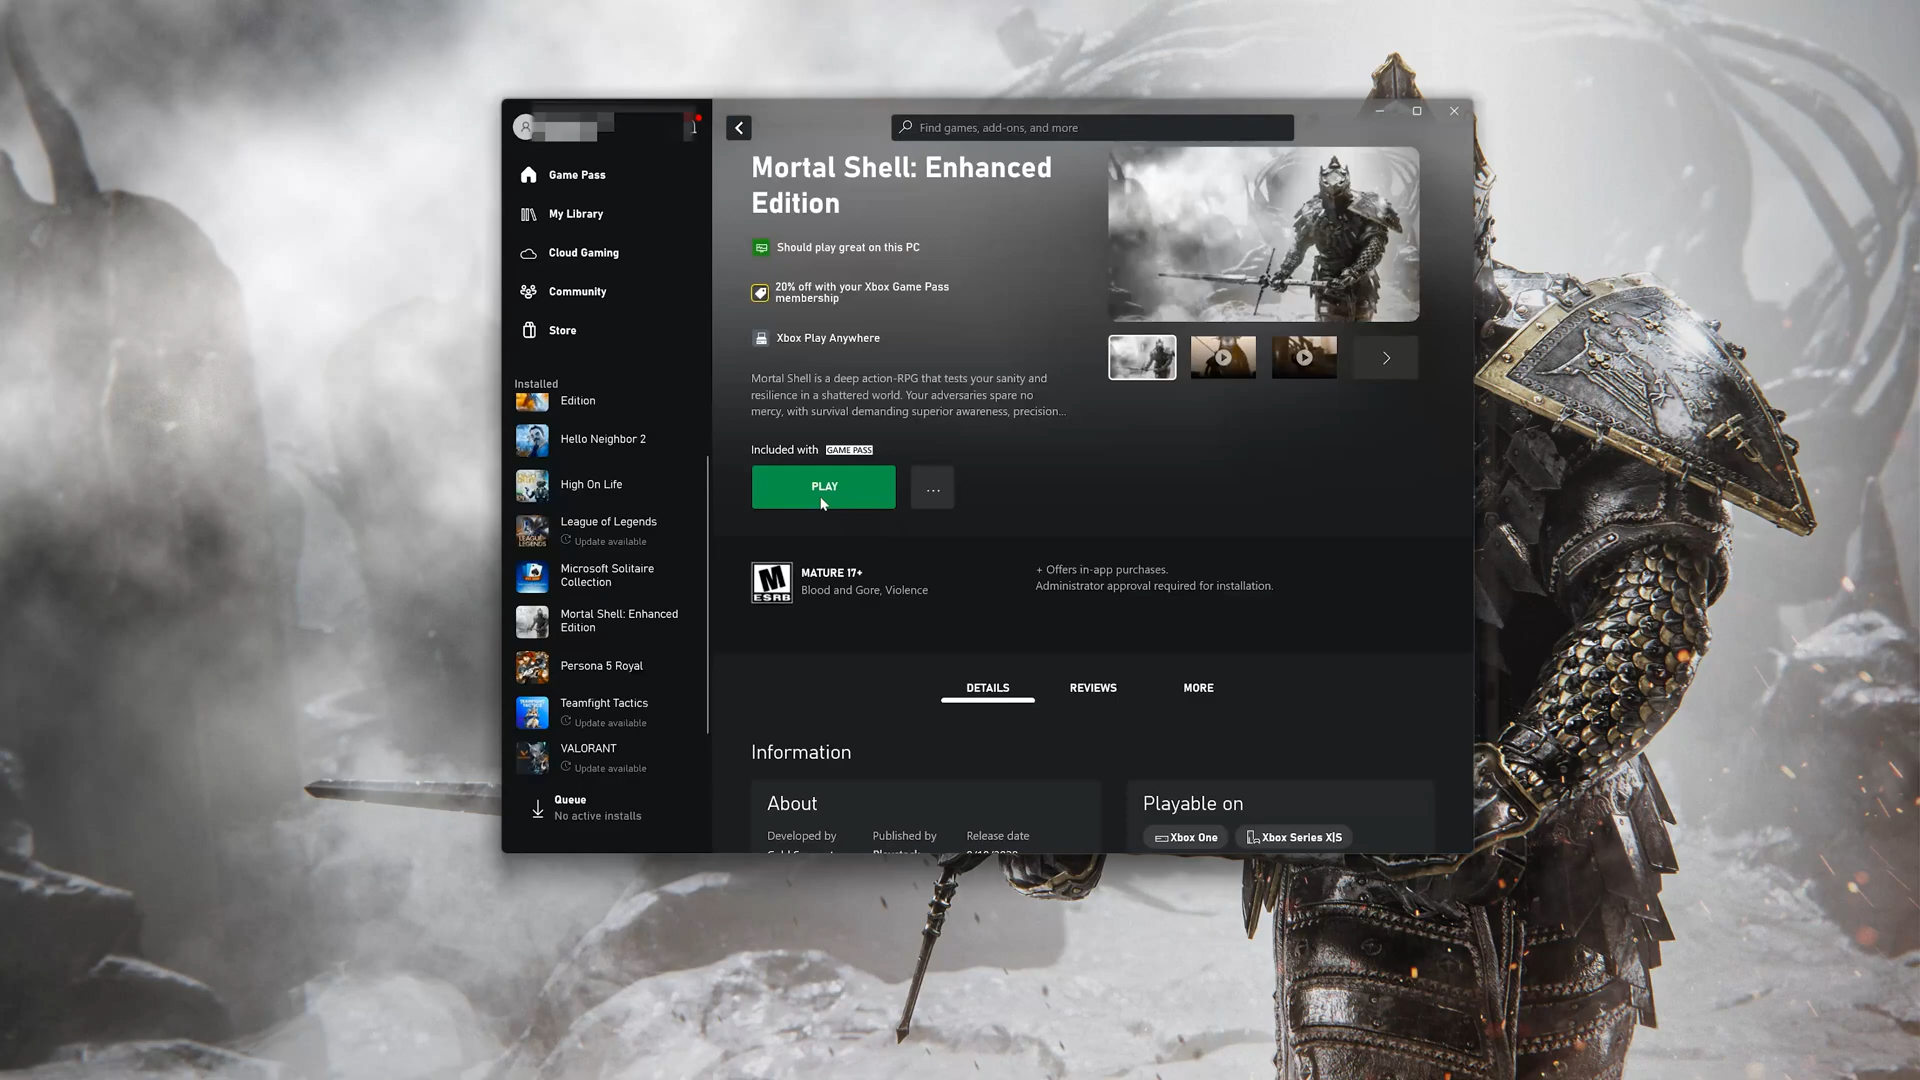 Find games, add-ons, and more
Game Pass
My Library
Cloud Gaming
Community
Store
Installed
Edition
Hello Neighbor 2
High On Life
League of Legends
Update available
Microsoft Solitaire
Collection
Mortal Shell: Enhanced
Edition
Persona 5 Royal
Teamfight Tactics
Update available
VALORANT
Update available
Queue
No active installs
Mortal Shell: Enhanced
Edition
Should play great on this PC
20% off with your Xbox Game Pass
membership
Xbox Play Anywhere
Mortal Shell is a deep action-RPG that tests your sanity and
resilience in a shattered world. Your adversaries spare no
mercy, with survival demanding superior awareness, precision...
Included with GAME PASS
PLAY
...
M
ESRB
MATURE 17+
Blood and Gore, Violence
+ Offers in-app purchases.
Administrator approval required for installation.
DETAILS
REVIEWS
MORE
Information
About
Developed by
Published by
Release date
Playable on
Xbox One
Xbox Series X|S